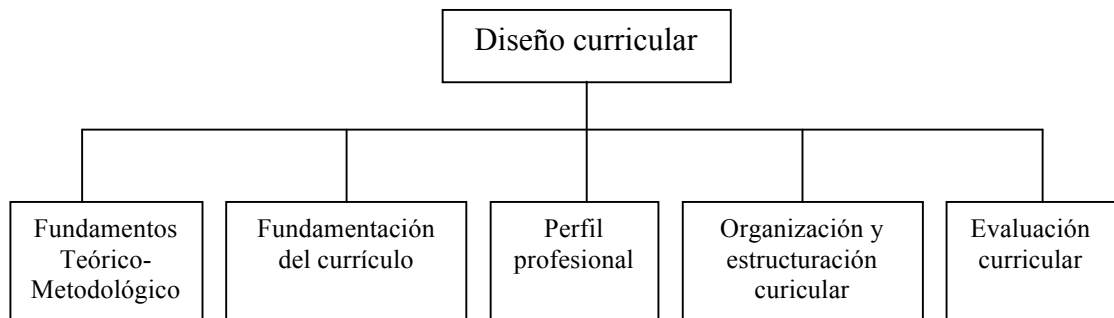 Diseño curricular
Fundamentos
Teórico-
Metodológico
Fundamentación
del currículo
Perfil
profesional
Organización y
estructuración
curicular
Evaluación
curricular